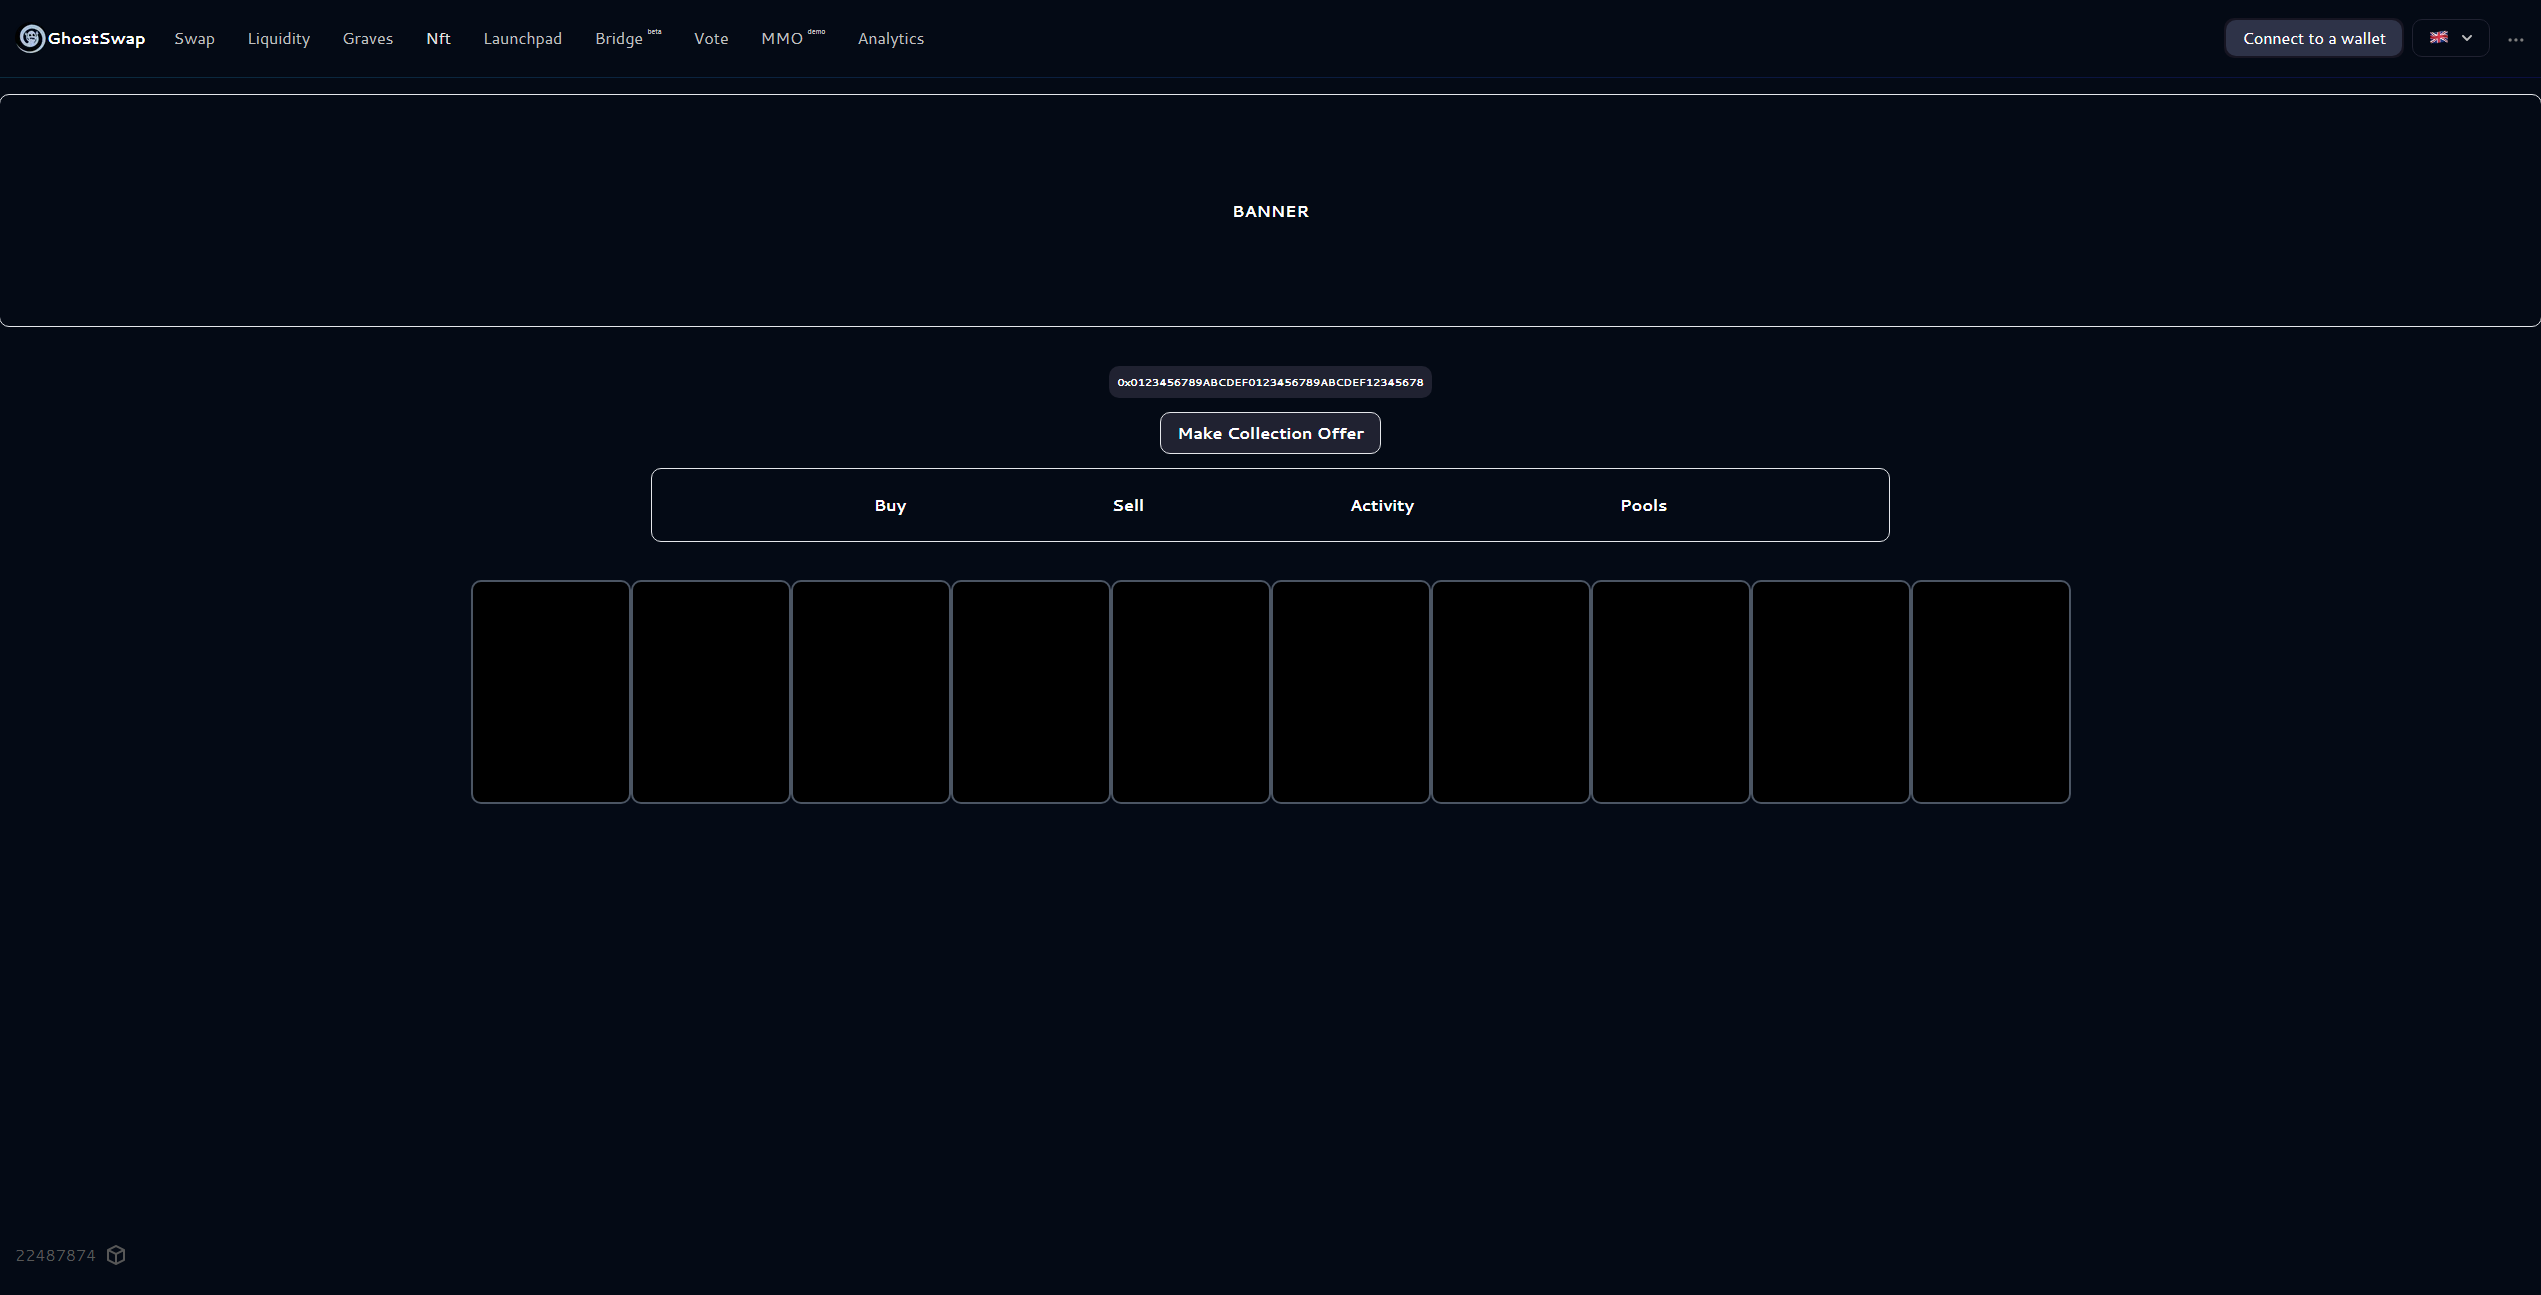 GhostSwap Swap Liquidity Graves Nft Launchpad Bridge beta Vote MMO demo Analytics Connect to a wallet
BANNER
0x0123456789ABCDEF0123456789ABCDEF12345678
Make Collection Offer
Buy Sell Activity Pools
22487874